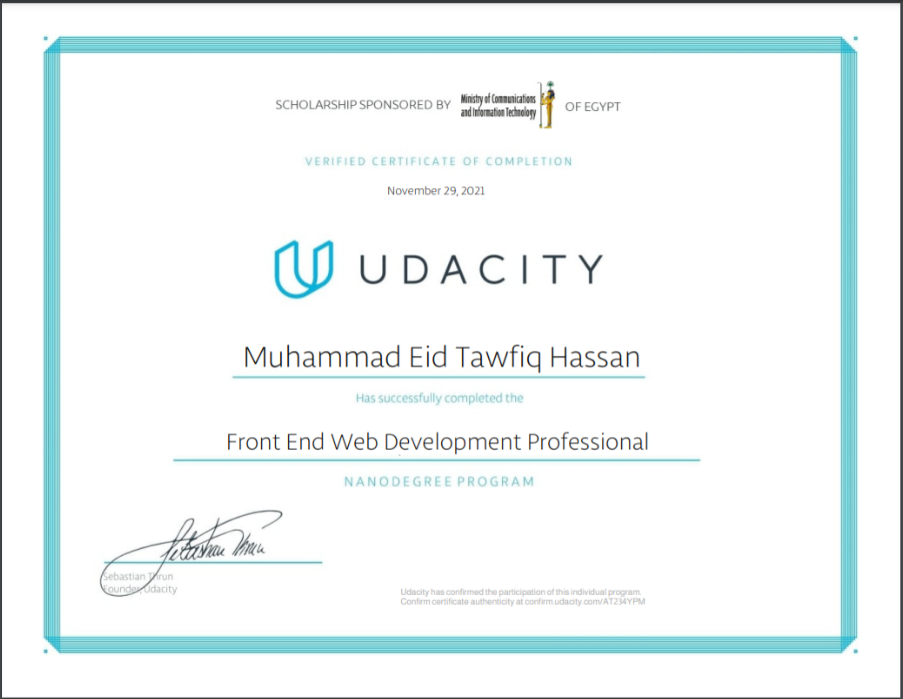 SCHOLARSHIP SPONSORED BY Ministry of Communications and Information Technology OF EGYPT
VERIFIED CERTIFICATE OF COMPLETION
November 29, 2021
UDACITY
Muhammad Eid Tawfiq Hassan
Has successfully completed the
Front End Web Development Professional
NANODEGREE PROGRAM
Sebastian Thrun
Sebastian Thrun
Founder, Udacity
Udacity has confirmed the participation of this individual program.
Confirm certificate authenticity at confirm.udacity.com/AT234YPM